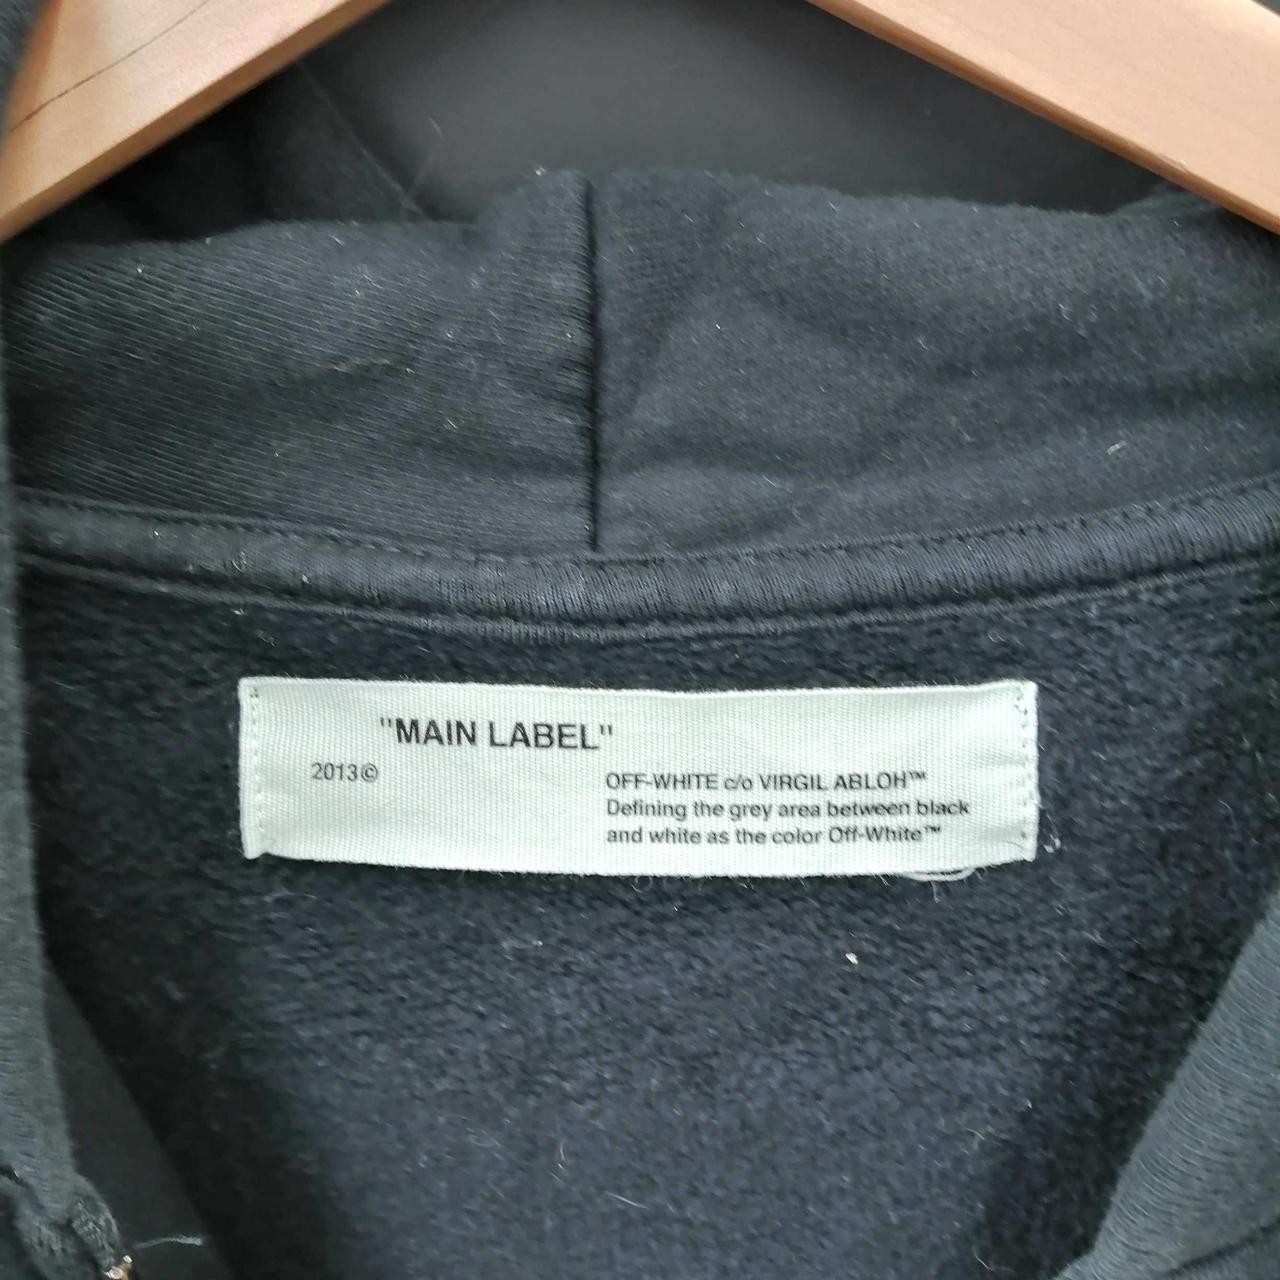 "MAIN LABEL"
2013©
OFF-WHITE c/o VIRGIL ABLOH™
Defining the grey area between black
and white as the color Off-White™